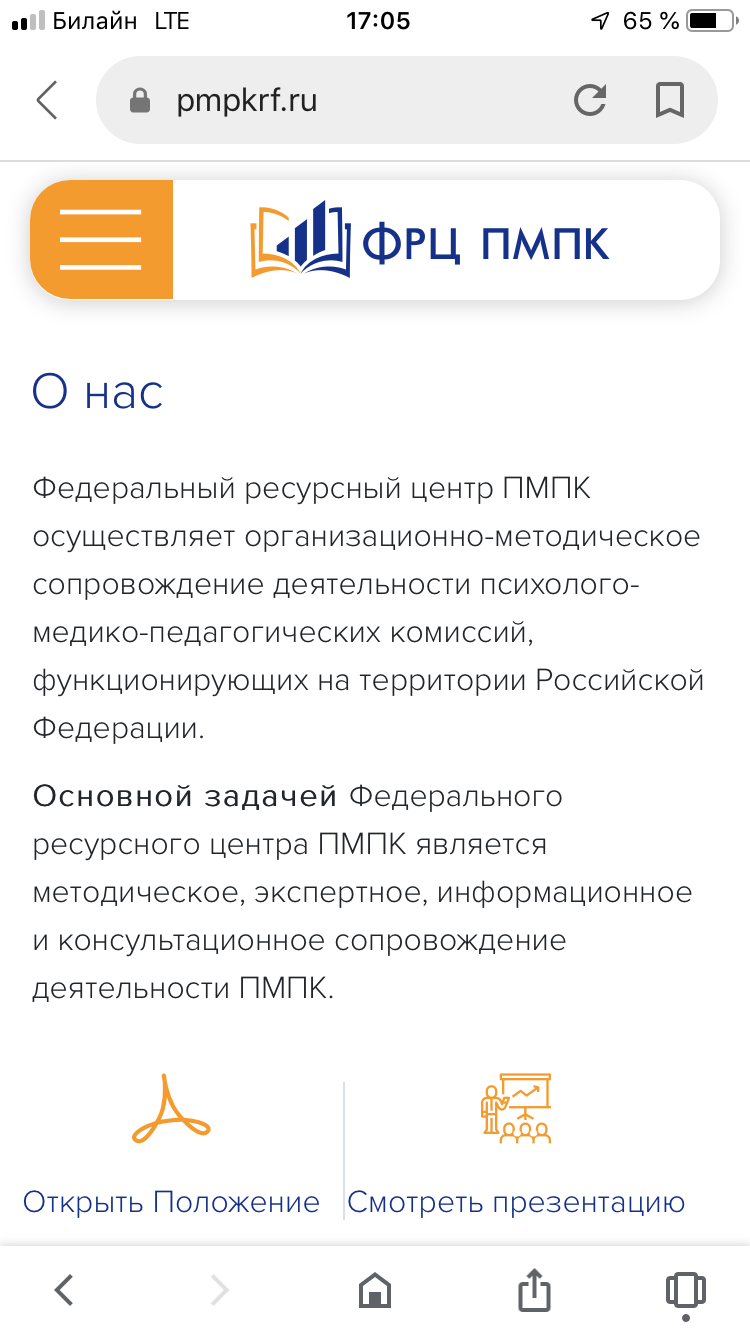 Билайн LTE 17:05 65 %
pmpkrf.ru
ФРЦ ПМПК
О нас
Федеральный ресурсный центр ПМПК
осуществляет организационно-методическое
сопровождение деятельности психолого-
медико-педагогических комиссий,
функционирующих на территории Российской
Федерации.
Основной задачей Федерального
ресурсного центра ПМПК является
методическое, экспертное, информационное
и консультационное сопровождение
деятельности ПМПК.
Открыть Положение
Смотреть презентацию